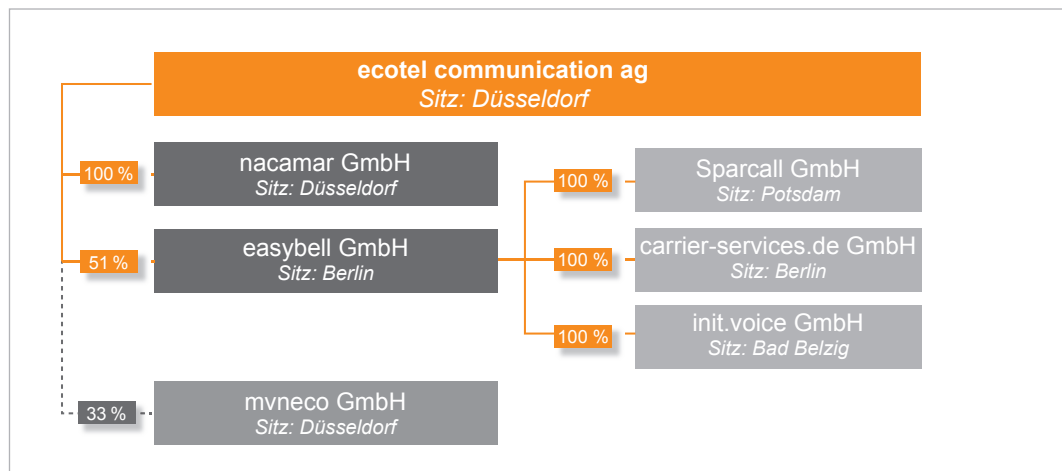 ecotel communication ag
Sitz: Düsseldorf
100 %
nacamar GmbH
Sitz: Düsseldorf
51 %
easybell GmbH
Sitz: Berlin
100 %
Sparcall GmbH
Sitz: Potsdam
100 %
carrier-services.de GmbH
Sitz: Berlin
100 %
init.voice GmbH
Sitz: Bad Belzig
33 %
mvneco GmbH
Sitz: Düsseldorf